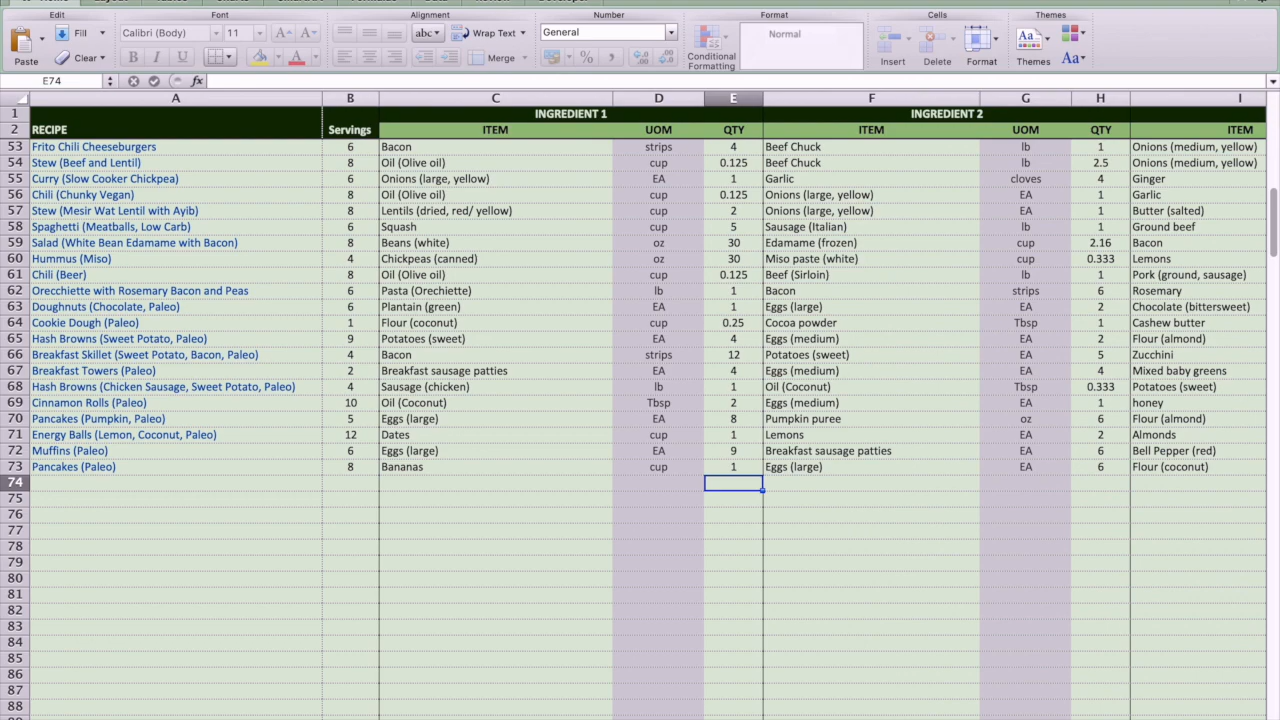 Edit Font Alignment Number Format Cells Themes
Fill Calibri (Body) 11 A A abc Wrap Text General Normal
Paste Clear B I U A Merge % , Conditional Formatting Insert Delete Format Themes Aa
E74 fx
A B C D E F G H I
1 INGREDIENT 1 INGREDIENT 2
2 RECIPE Servings ITEM UOM QTY ITEM UOM QTY ITEM
53 Frito Chili Cheeseburgers 6 Bacon strips 4 Beef Chuck lb 1 Onions (medium, yellow)
54 Stew (Beef and Lentil) 8 Oil (Olive oil) cup 0.125 Beef Chuck lb 2.5 Onions (medium, yellow)
55 Curry (Slow Cooker Chickpea) 6 Onions (large, yellow) EA 1 Garlic cloves 4 Ginger
56 Chili (Chunky Vegan) 8 Oil (Olive oil) cup 0.125 Onions (large, yellow) EA 1 Garlic
57 Stew (Mesir Wat Lentil with Ayib) 8 Lentils (dried, red/ yellow) cup 2 Onions (large, yellow) EA 1 Butter (salted)
58 Spaghetti (Meatballs, Low Carb) 6 Squash cup 5 Sausage (Italian) lb 1 Ground beef
59 Salad (White Bean Edamame with Bacon) 8 Beans (white) oz 30 Edamame (frozen) cup 2.16 Bacon
60 Hummus (Miso) 4 Chickpeas (canned) oz 30 Miso paste (white) cup 0.333 Lemons
61 Chili (Beer) 8 Oil (Olive oil) cup 0.125 Beef (Sirloin) lb 1 Pork (ground, sausage)
62 Orecchiette with Rosemary Bacon and Peas 6 Pasta (Orechiette) lb 1 Bacon strips 6 Rosemary
63 Doughnuts (Chocolate, Paleo) 6 Plantain (green) EA 1 Eggs (large) EA 2 Chocolate (bittersweet)
64 Cookie Dough (Paleo) 1 Flour (coconut) cup 0.25 Cocoa powder Tbsp 1 Cashew butter
65 Hash Browns (Sweet Potato, Paleo) 9 Potatoes (sweet) EA 4 Eggs (medium) EA 2 Flour (almond)
66 Breakfast Skillet (Sweet Potato, Bacon, Paleo) 4 Bacon strips 12 Potatoes (sweet) EA 5 Zucchini
67 Breakfast Towers (Paleo) 2 Breakfast sausage patties EA 4 Eggs (medium) EA 4 Mixed baby greens
68 Hash Browns (Chicken Sausage, Sweet Potato, Paleo) 4 Sausage (chicken) lb 1 Oil (Coconut) Tbsp 0.333 Potatoes (sweet)
69 Cinnamon Rolls (Paleo) 10 Oil (Coconut) Tbsp 2 Eggs (medium) EA 1 honey
70 Pancakes (Pumpkin, Paleo) 5 Eggs (large) EA 8 Pumpkin puree oz 6 Flour (almond)
71 Energy Balls (Lemon, Coconut, Paleo) 12 Dates cup 1 Lemons EA 2 Almonds
72 Muffins (Paleo) 6 Eggs (large) EA 9 Breakfast sausage patties EA 6 Bell Pepper (red)
73 Pancakes (Paleo) 8 Bananas cup 1 Eggs (large) EA 6 Flour (coconut)
74
75
76
77
78
79
80
81
82
83
84
85
86
87
88